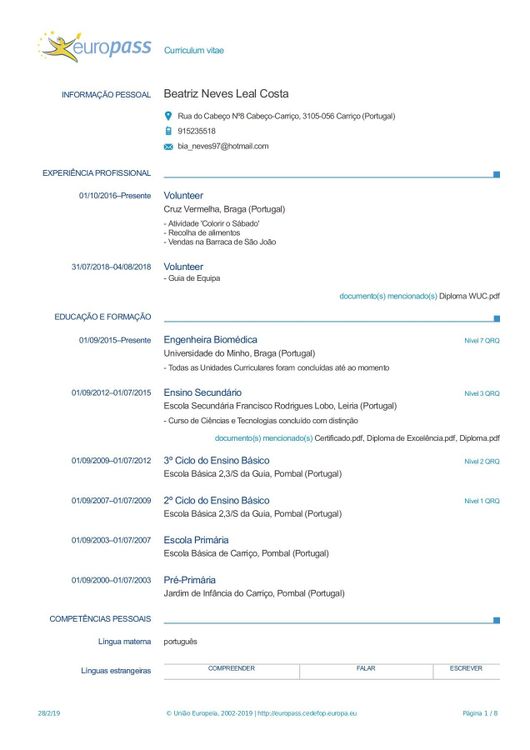 europass
Curriculum vitae
INFORMAÇÃO PESSOAL
Beatriz Neves Leal Costa
Rua do Cabeço Nº8 Cabeço-Carriço, 3105-056 Carriço (Portugal)
915235518
bia_neves97@hotmail.com
EXPERIÊNCIA PROFISSIONAL
01/10/2016–Presente
Volunteer
Cruz Vermelha, Braga (Portugal)
- Atividade 'Colorir o Sábado'
- Recolha de alimentos
- Vendas na Barraca de São João
31/07/2018–04/08/2018
Volunteer
- Guia de Equipa
documento(s) mencionado(s) Diploma WUC.pdf
EDUCAÇÃO E FORMAÇÃO
01/09/2015–Presente
Engenheira Biomédica
Nível 7 QRQ
Universidade do Minho, Braga (Portugal)
- Todas as Unidades Curriculares foram concluídas até ao momento
01/09/2012–01/07/2015
Ensino Secundário
Nível 3 QRQ
Escola Secundária Francisco Rodrigues Lobo, Leiria (Portugal)
- Curso de Ciências e Tecnologias concluído com distinção
documento(s) mencionado(s) Certificado.pdf, Diploma de Excelência.pdf, Diploma.pdf
01/09/2009–01/07/2012
3º Ciclo do Ensino Básico
Nível 2 QRQ
Escola Básica 2,3/S da Guia, Pombal (Portugal)
01/09/2007–01/07/2009
2º Ciclo do Ensino Básico
Nível 1 QRQ
Escola Básica 2,3/S da Guia, Pombal (Portugal)
01/09/2003–01/07/2007
Escola Primária
Escola Básica de Carriço, Pombal (Portugal)
01/09/2000–01/07/2003
Pré-Primária
Jardim de Infância do Carriço, Pombal (Portugal)
COMPETÊNCIAS PESSOAIS
Língua materna
português
Línguas estrangeiras
COMPREENDER
FALAR
ESCREVER
28/2/19
© União Europeia, 2002-2019 | http://europass.cedefop.europa.eu
Página 1 / 8